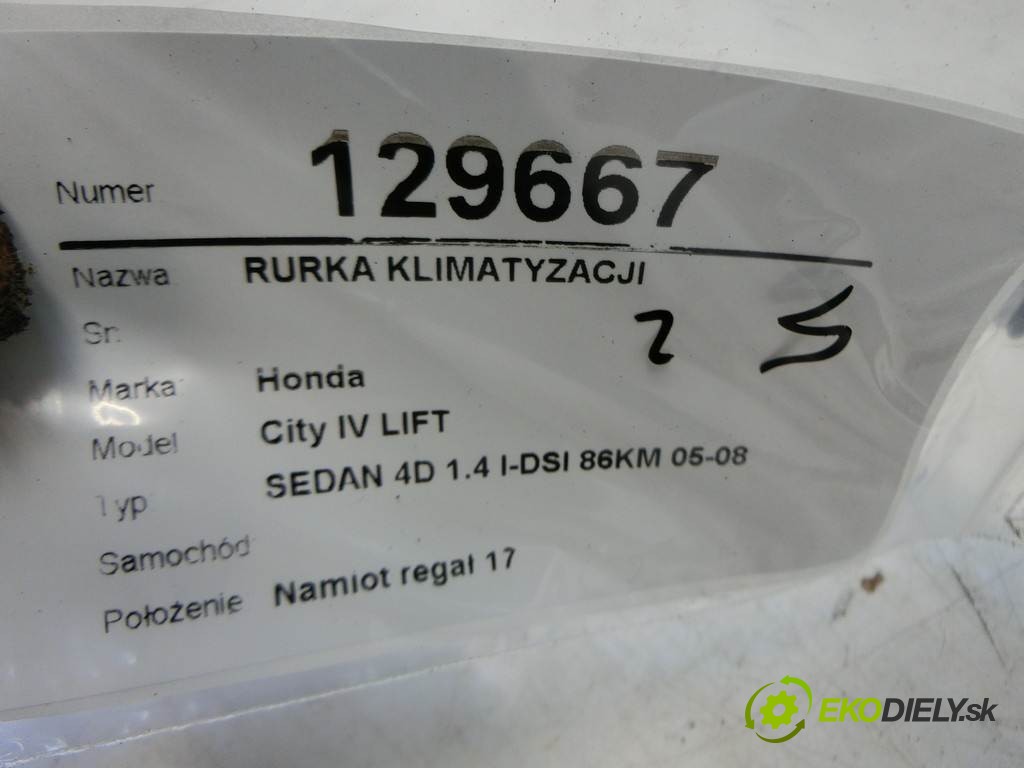 Numer 129667
Nazwa RURKA KLIMATYZACJI
Sr.
2 S
Marka Honda
Model City IV LIFT
Typ SEDAN 4D 1.4 I-DSI 86KM 05-08
Samochód
Położenie Namiot regał 17
EKODIELY.sk